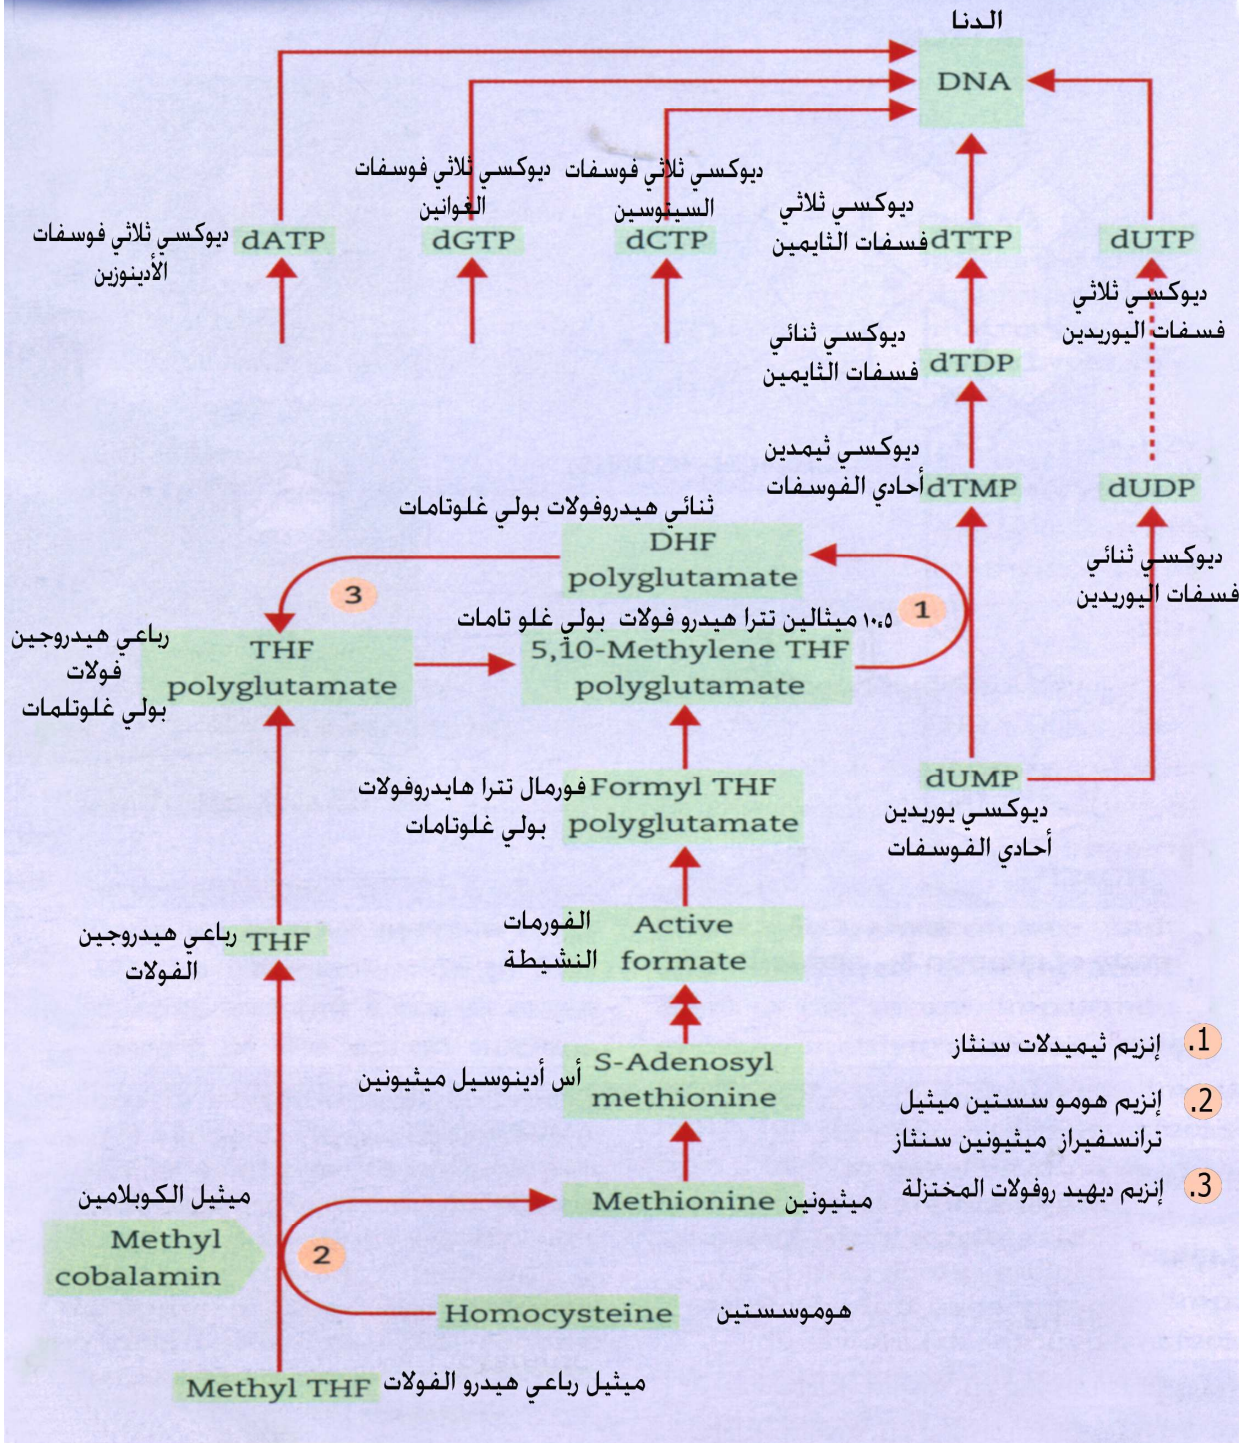 الدنا
DNA
ديوكسي ثلاثي فوسفات
الأدينوزين
dATP
ديوكسي ثلاثي فوسفات
الغوانين
dGTP
ديوكسي ثلاثي فوسفات
السيتوسين
dCTP
ديوكسي ثلاثي
فسفات الثايمين
dTTP
dUTP
ديوكسي ثلاثي
فسفات اليوريدين
ديوكسي ثنائي
فسفات الثايمين
dTDP
ديوكسي ثيمدين
أحادي الفوسفات
dTMP
dUDP
ديوكسي ثنائي
فسفات اليوريدين
ثنائي هيدروفولات بولي غلوتامات
DHF
polyglutamate
3
1
١٠،٥ ميثالين تترا هيدرو فولات بولي غلو تامات
5,10-Methylene THF
polyglutamate
رباعي هيدروجين
فولات
بولي غلوتلمات
THF
polyglutamate
dUMP
ديوكسي يوريدين
أحادي الفوسفات
فورمال تترا هايدروفولات
بولي غلوتامات
Formyl THF
polyglutamate
الفورمات
النشيطة
Active
formate
رباعي هيدروجين
الفولات
THF
أس أدينوسيل ميثيونين
S-Adenosyl
methionine
1. إنزيم ثيميدلات سنثاز
2. إنزيم هومو سستين ميثيل
ترانسفيراز ميثيونين سنثاز
3. إنزيم ديهيد روفولات المختزلة
Methionine ميثيونين
ميثيل الكوبلامين
Methyl
cobalamin
2
Homocysteine هوموسستين
Methyl THF ميثيل رباعي هيدرو الفولات